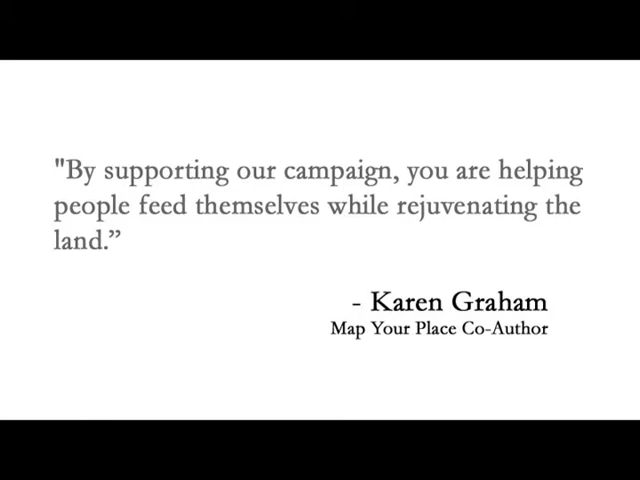 "By supporting our campaign, you are helping
people feed themselves while rejuvenating the
land.”
- Karen Graham
Map Your Place Co-Author